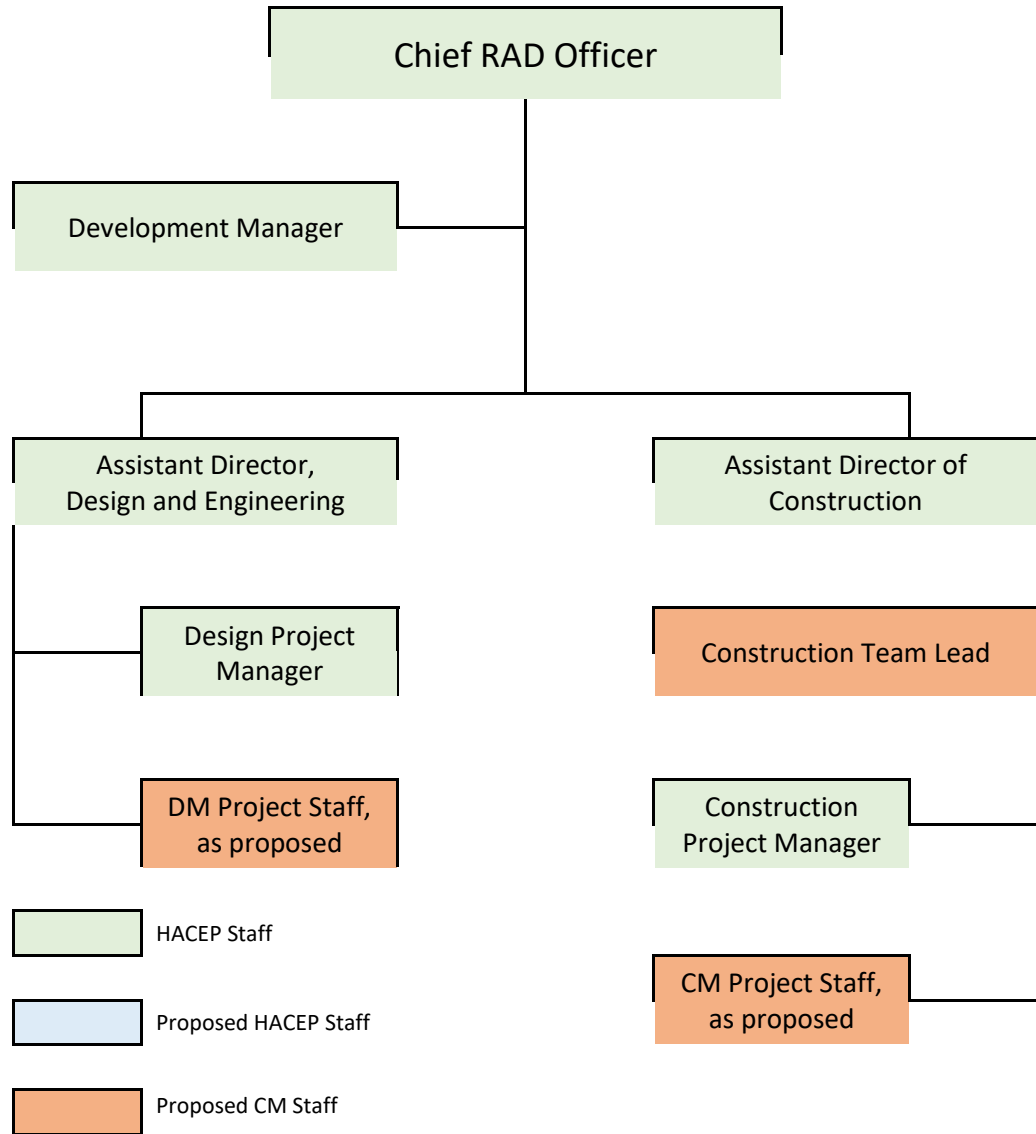 Chief RAD Officer
Development Manager
Assistant Director,
Design and Engineering
Assistant Director of
Construction
Design Project
Manager
Construction Team Lead
DM Project Staff,
as proposed
Construction
Project Manager
HACEP Staff
CM Project Staff,
as proposed
Proposed HACEP Staff
Proposed CM Staff